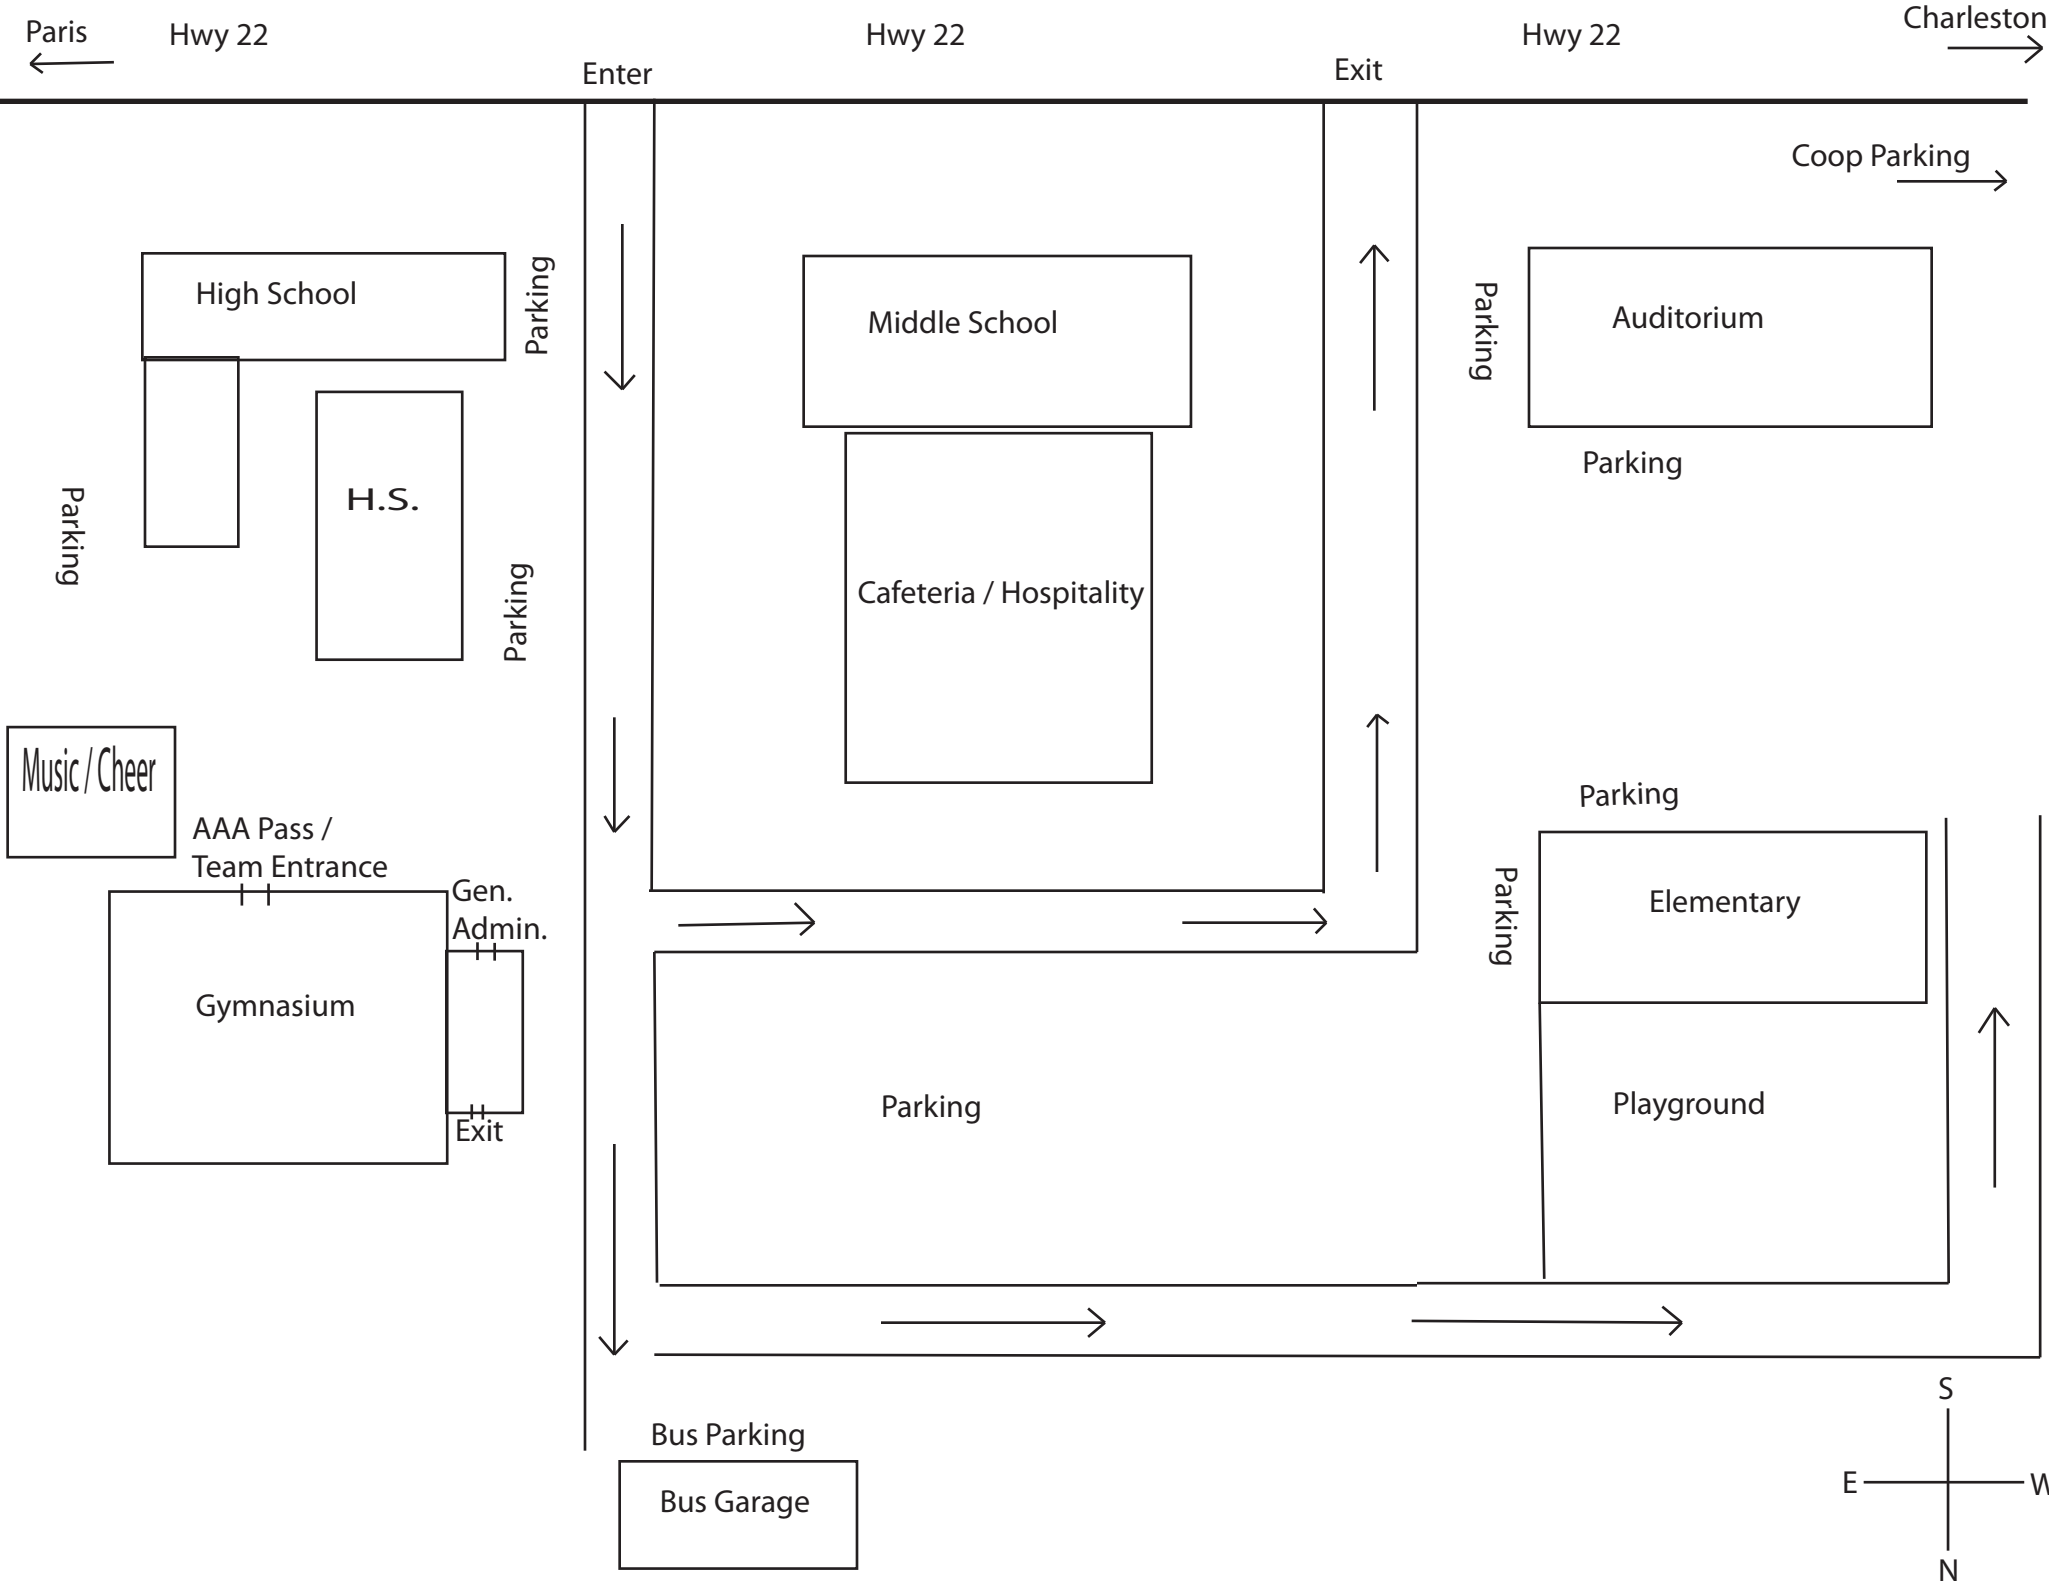 Paris
Hwy 22
Hwy 22
Hwy 22
Charleston
Enter
Exit
Coop Parking
High School
Parking
Middle School
Parking
Auditorium
Parking
H.S.
Parking
Parking
Cafeteria / Hospitality
Music / Cheer
AAA Pass /
Team Entrance
Gen.
Admin.
Parking
Parking
Elementary
Gymnasium
Exit
Parking
Playground
Bus Parking
Bus Garage
S
E
W
N